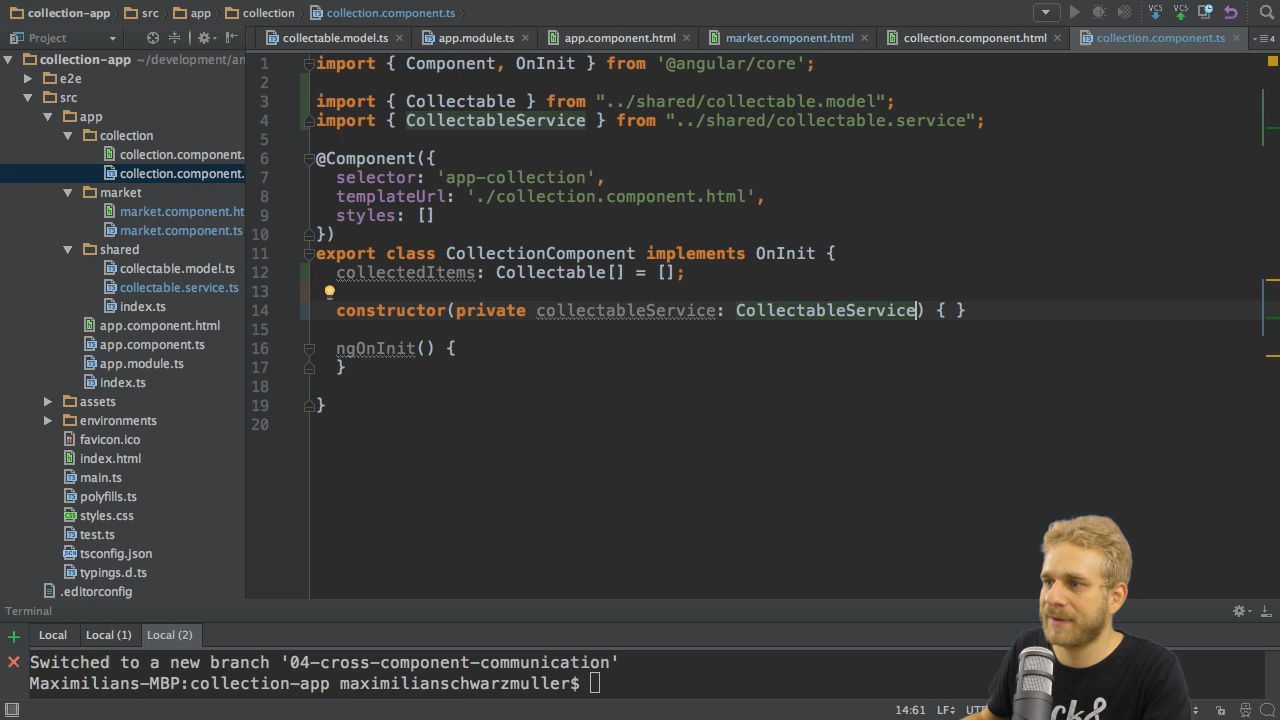 collection-app src app collection collection.component.ts
Project
collectable.model.ts app.module.ts app.component.html market.component.html collection.component.html collection.component.ts
collection-app ~/development/an
e2e
src
app
collection
collection.component.
collection.component.
market
market.component.ht
market.component.ts
shared
collectable.model.ts
collectable.service.ts
index.ts
app.component.html
app.component.ts
app.module.ts
index.ts
assets
environments
favicon.ico
index.html
main.ts
polyfills.ts
styles.css
test.ts
tsconfig.json
typings.d.ts
.editorconfig
1 import { Component, OnInit } from '@angular/core';
2
3 import { Collectable } from "../shared/collectable.model";
4 import { CollectableService } from "../shared/collectable.service";
5
6 @Component({
7 selector: 'app-collection',
8 templateUrl: './collection.component.html',
9 styles: []
10 })
11 export class CollectionComponent implements OnInit {
12 collectedItems: Collectable[] = [];
13
14 constructor(private collectableService: CollectableService) { }
15
16 ngOnInit() {
17 }
18
19 }
20
Terminal
Local Local (1) Local (2)
Switched to a new branch '04-cross-component-communication'
Maximilians-MBP:collection-app maximilianschwarzmuller$
14:61 LF÷ UTF